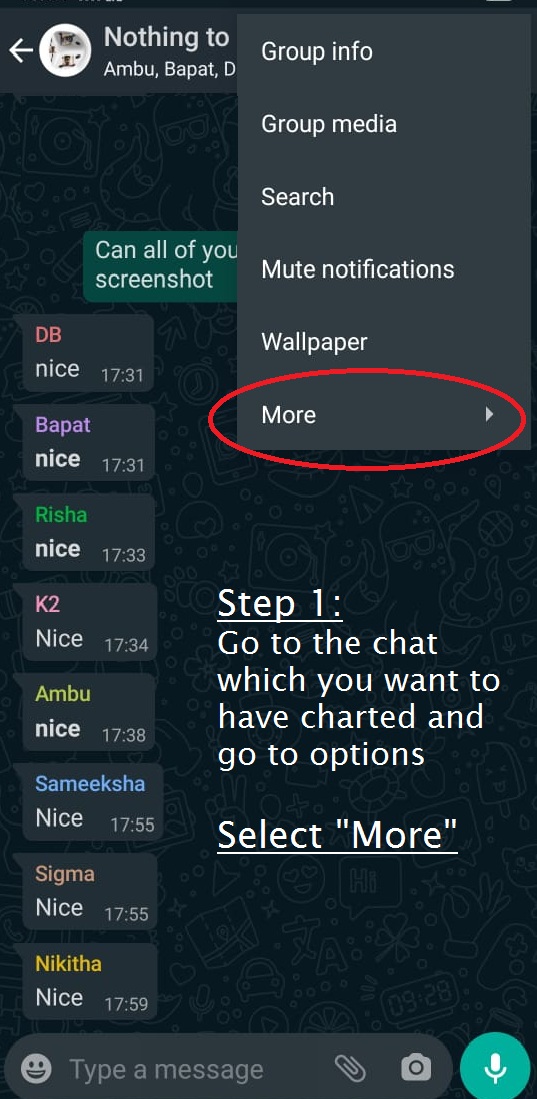 Nothing to
Ambu, Bapat, D
Group info
Group media
Search
Mute notifications
Wallpaper
More
Can all of you
screenshot
DB
nice 17:31
Bapat
nice 17:31
Risha
nice 17:33
K2
Nice 17:34
Ambu
nice 17:38
Sameeksha
Nice 17:55
Sigma
Nice 17:55
Nikitha
Nice 17:59
Step 1:
Go to the chat
which you want to
have charted and
go to options
Select "More"
Hi
09:28
Type a message